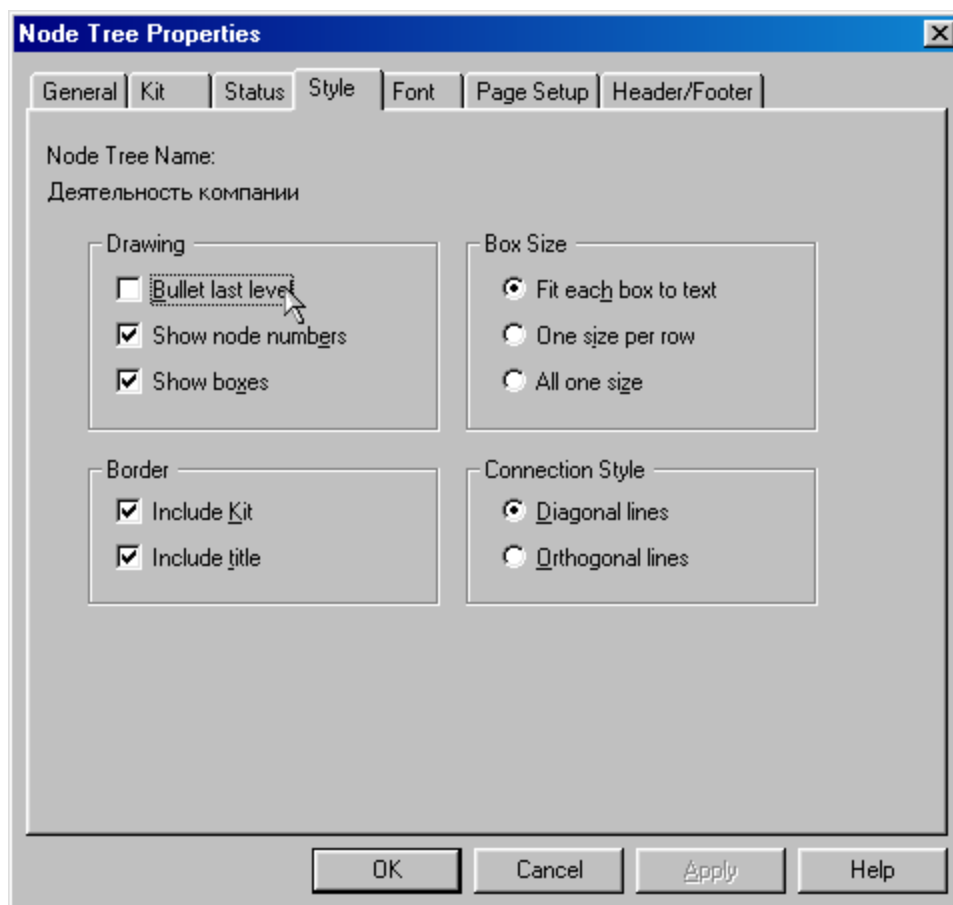 Node Tree Properties
General Kit Status Style Font Page Setup Header/Footer
Node Tree Name:
Деятельность компании
Drawing
Bullet last level
Show node numbers
Show boxes
Box Size
Fit each box to text
One size per row
All one size
Border
Include Kit
Include title
Connection Style
Diagonal lines
Orthogonal lines
OK Cancel Apply Help